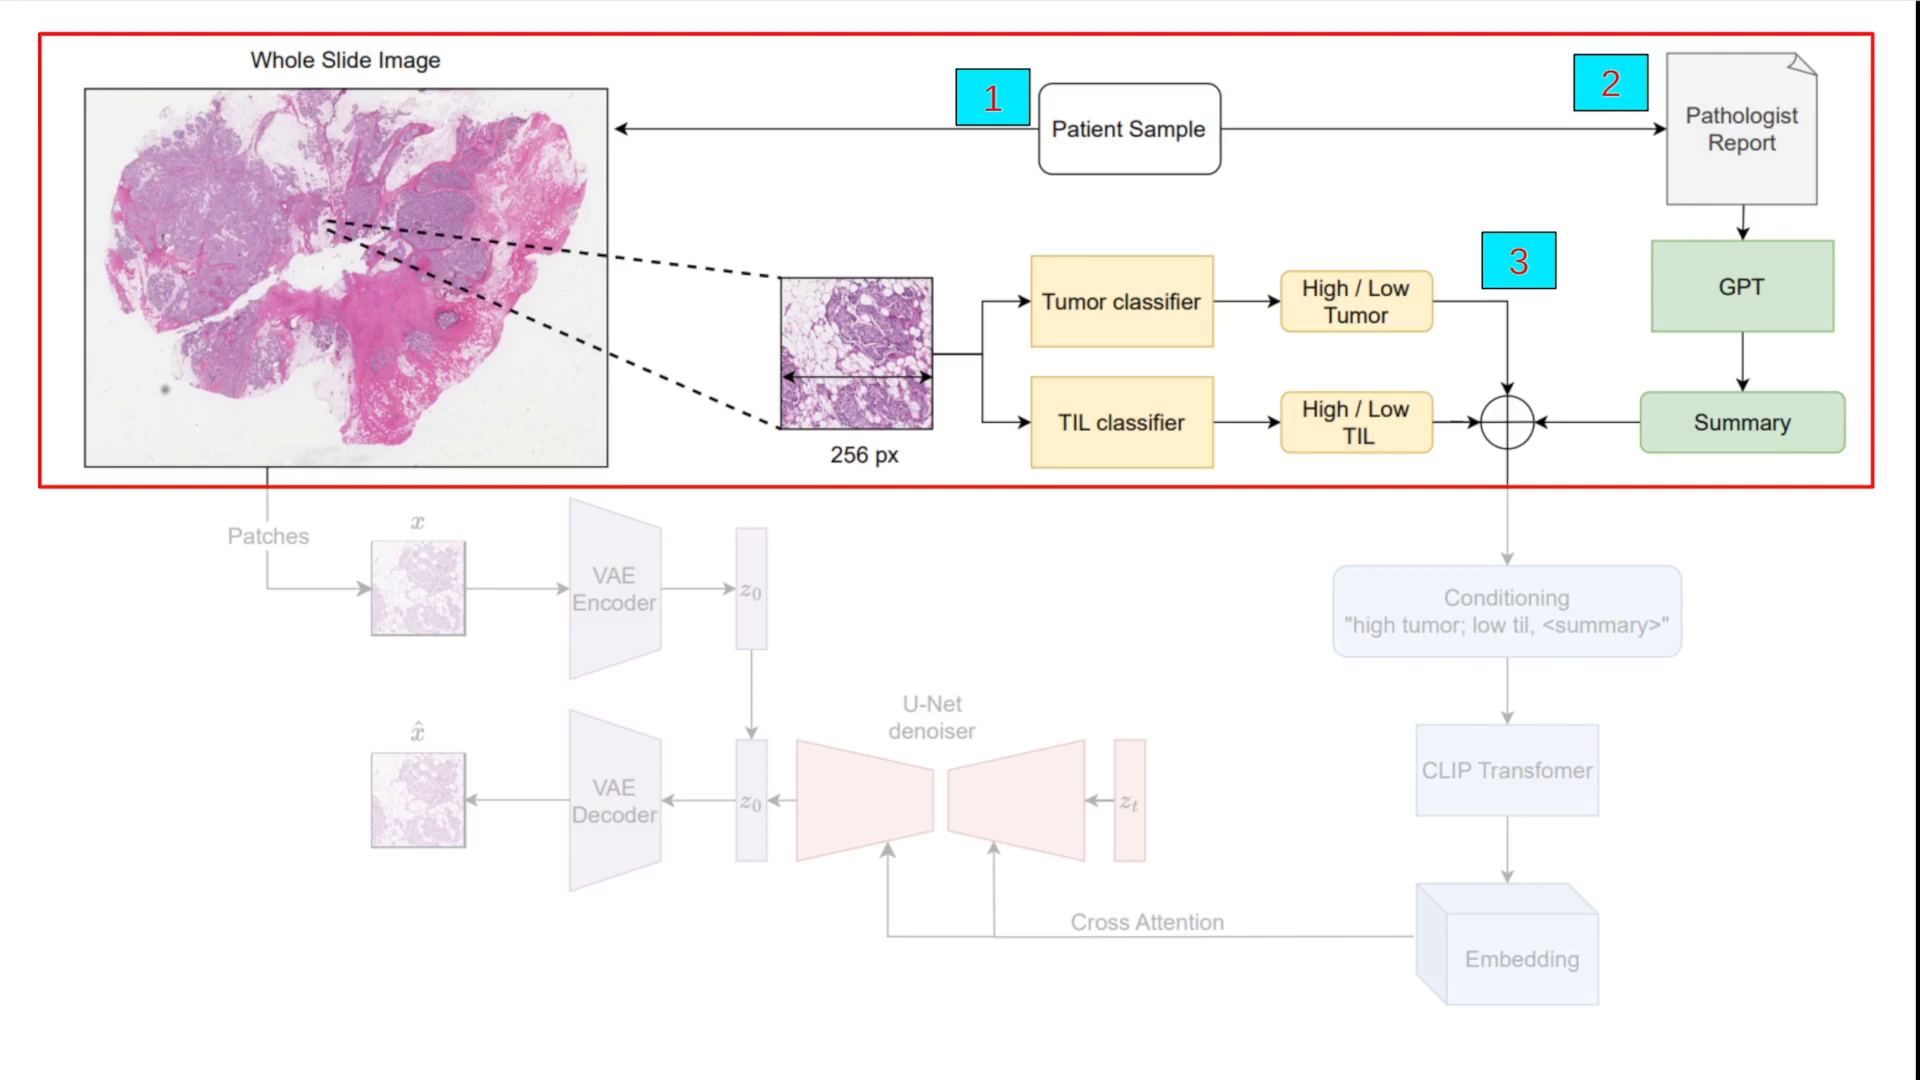 Whole Slide Image
1
Patient Sample
2
Pathologist
Report
Tumor classifier
High / Low
Tumor
3
GPT
TIL classifier
High / Low
TIL
Summary
256 px
Patches
x
VAE
Encoder
z0
Conditioning
"high tumor; low til, <summary>"
U-Net
denoiser
x̂
VAE
Decoder
z0
zt
CLIP Transfomer
Cross Attention
Embedding